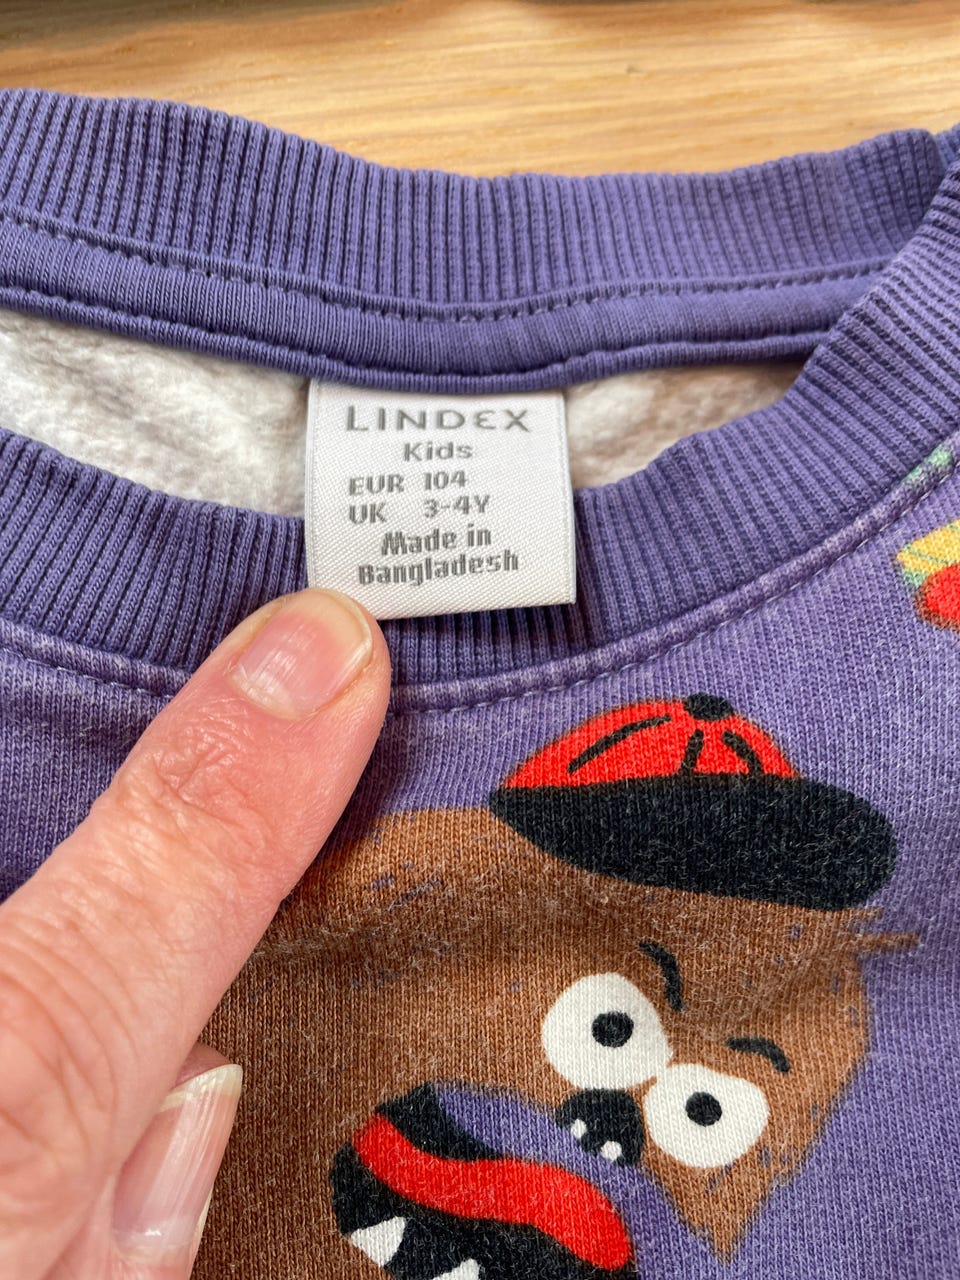 LINDEX
Kids
EUR 104
UK 3-4Y
Made in
Bangladesh